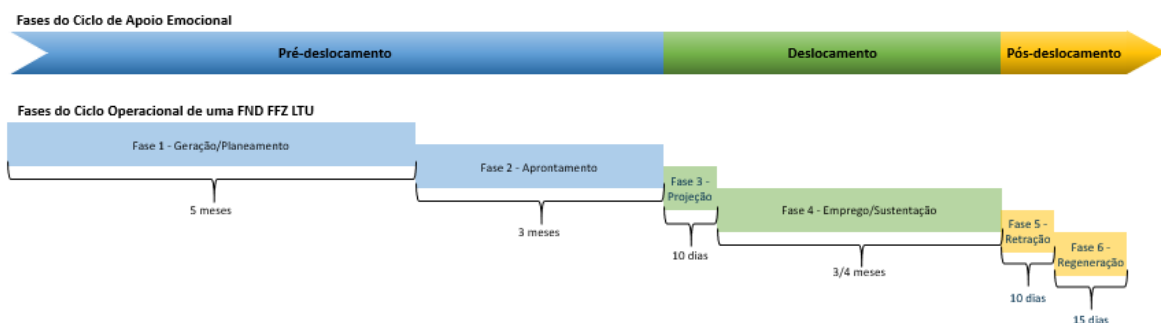 Fases do Ciclo de Apoio Emocional
Pré-deslocamento
Deslocamento
Pós-deslocamento
Fases do Ciclo Operacional de uma FND FFZ LTU
Fase 1 - Geração/Planeamento
5 meses
Fase 2 - Aprontamento
3 meses
Fase 3 -
Projeção
10 dias
Fase 4 - Emprego/Sustentação
3/4 meses
Fase 5 -
Retração
10 dias
Fase 6 -
Regeneração
15 dias